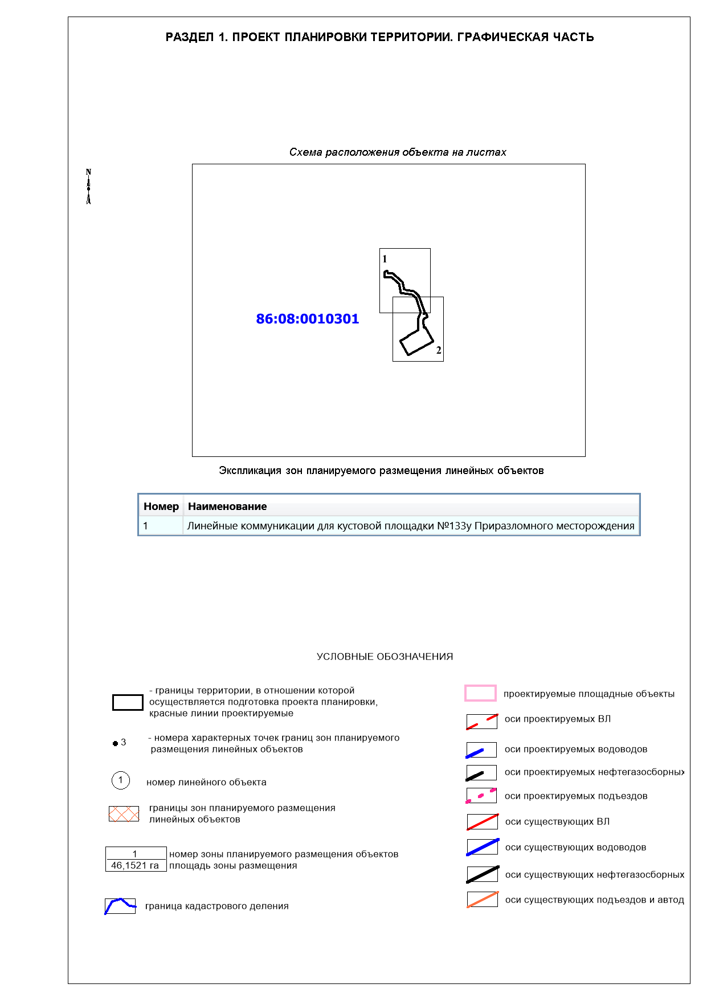 РАЗДЕЛ 1. ПРОЕКТ ПЛАНИРОВКИ ТЕРРИТОРИИ. ГРАФИЧЕСКАЯ ЧАСТЬ
Схема расположения объекта на листах
N
1
86:08:0010301
2
Экспликация зон планируемого размещения линейных объектов
Номер Наименование
1 Линейные коммуникации для кустовой площадки №133у Приразломного месторождения
УСЛОВНЫЕ ОБОЗНАЧЕНИЯ
- границы территории, в отношении которой
осуществляется подготовка проекта планировки,
красные линии проектируемые
3
- номера характерных точек границ зон планируемого
размещения линейных объектов
1
номер линейного объекта
границы зон планируемого размещения
линейных объектов
1
46,1521 га
номер зоны планируемого размещения объектов
площадь зоны размещения
граница кадастрового деления
проектируемые площадные объекты
оси проектируемых ВЛ
оси проектируемых водоводов
оси проектируемых нефтегазосборных
оси проектируемых подъездов
оси существующих ВЛ
оси существующих водоводов
оси существующих нефтегазосборных
оси существующих подъездов и автод